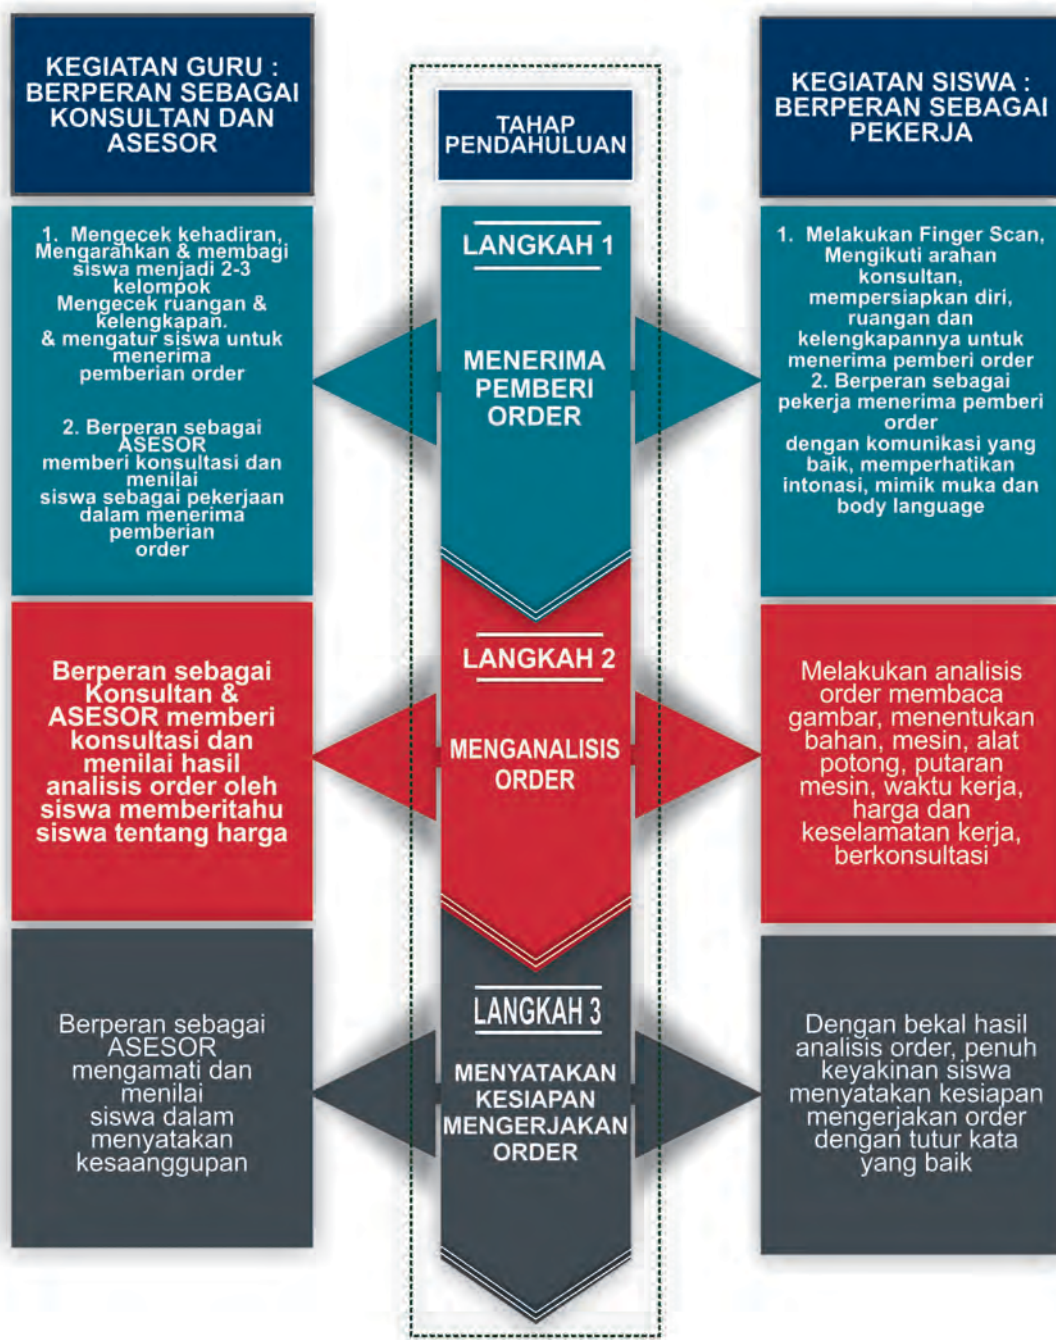 KEGIATAN GURU :
BERPERAN SEBAGAI
KONSULTAN DAN
ASESOR
TAHAP
PENDAHULUAN
KEGIATAN SISWA :
BERPERAN SEBAGAI
PEKERJA
1. Mengecek kehadiran,
Mengarahkan & membagi
siswa menjadi 2-3
kelompok
Mengecek ruangan &
kelengkapan.
& mengatur siswa untuk
menerima
pemberian order
2. Berperan sebagai
ASESOR
memberi konsultasi dan
menilai
siswa sebagai pekerjaan
dalam menerima
pemberian
order
LANGKAH 1
MENERIMA
PEMBERI
ORDER
1. Melakukan Finger Scan,
Mengikuti arahan
konsultan,
mempersiapkan diri,
ruangan dan
kelengkapannya untuk
menerima pemberi order
2. Berperan sebagai
pekerja menerima pemberi
order
dengan komunikasi yang
baik, memperhatikan
intonasi, mimik muka dan
body language
Berperan sebagai
Konsultan &
ASESOR memberi
konsultasi dan
menilai hasil
analisis order oleh
siswa memberitahu
siswa tentang harga
LANGKAH 2
MENGANALISIS
ORDER
Melakukan analisis
order membaca
gambar, menentukan
bahan, mesin, alat
potong, putaran
mesin, waktu kerja,
harga dan
keselamatan kerja,
berkonsultasi
Berperan sebagai
ASESOR
mengamati dan
menilai
siswa dalam
menyatakan
kesaanggupan
LANGKAH 3
MENYATAKAN
KESIAPAN
MENGERJAKAN
ORDER
Dengan bekal hasil
analisis order, penuh
keyakinan siswa
menyatakan kesiapan
mengerjakan order
dengan tutur kata
yang baik